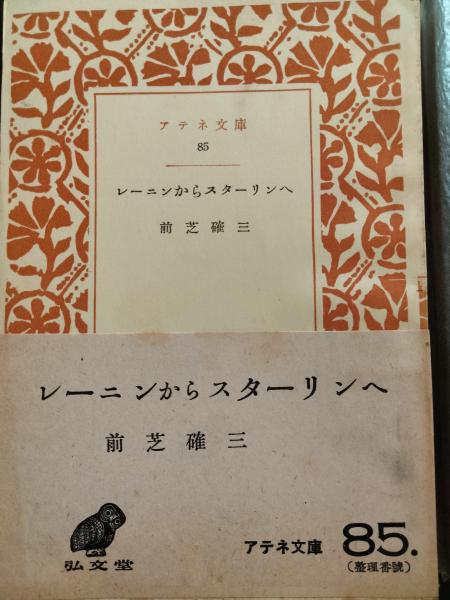 アテネ文庫
85
レーニンからスターリンへ
前芝確三
レーニンからスターリンへ
前芝確三
弘文堂
アテネ文庫 85.
(整理番號)